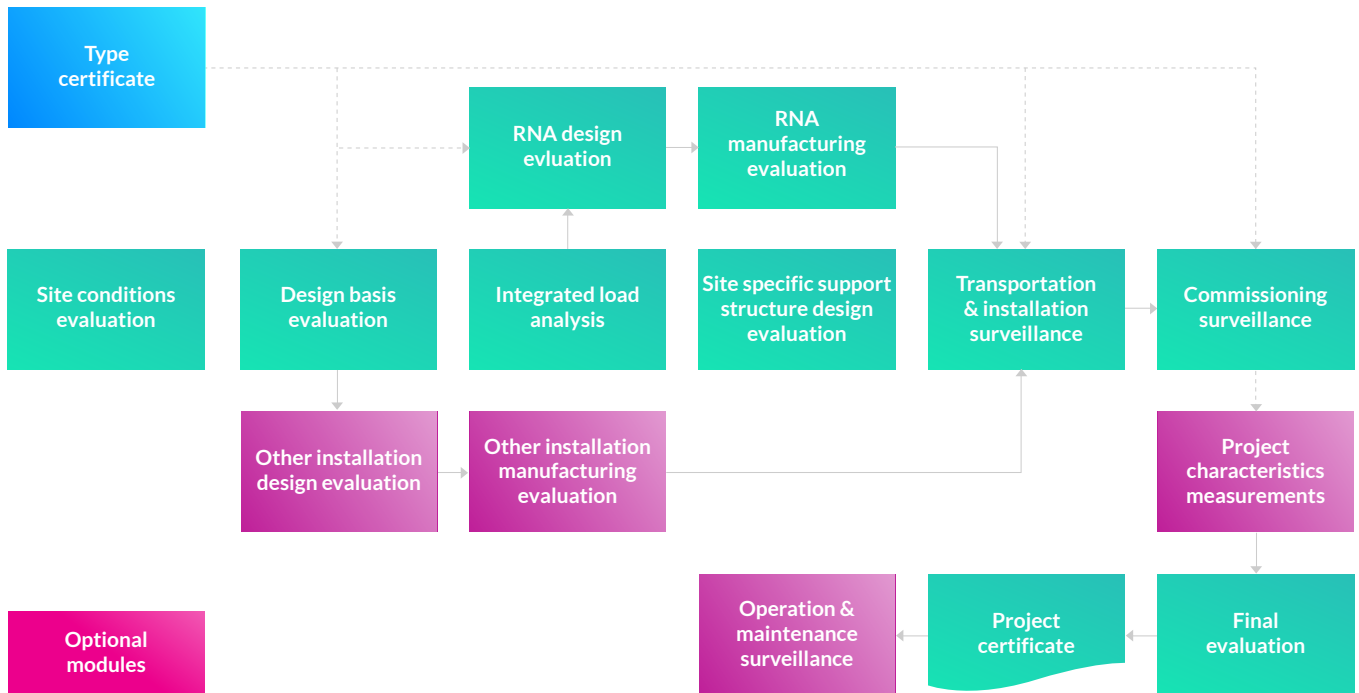 Type
certificate
RNA design
evluation
RNA
manufacturing
evaluation
Site conditions
evaluation
Design basis
evaluation
Integrated load
analysis
Site specific support
structure design
evaluation
Transportation
& installation
surveillance
Commissioning
surveillance
Other installation
design evaluation
Other installation
manufacturing
evaluation
Project
characteristics
measurements
Optional
modules
Operation &
maintenance
surveillance
Project
certificate
Final
evaluation